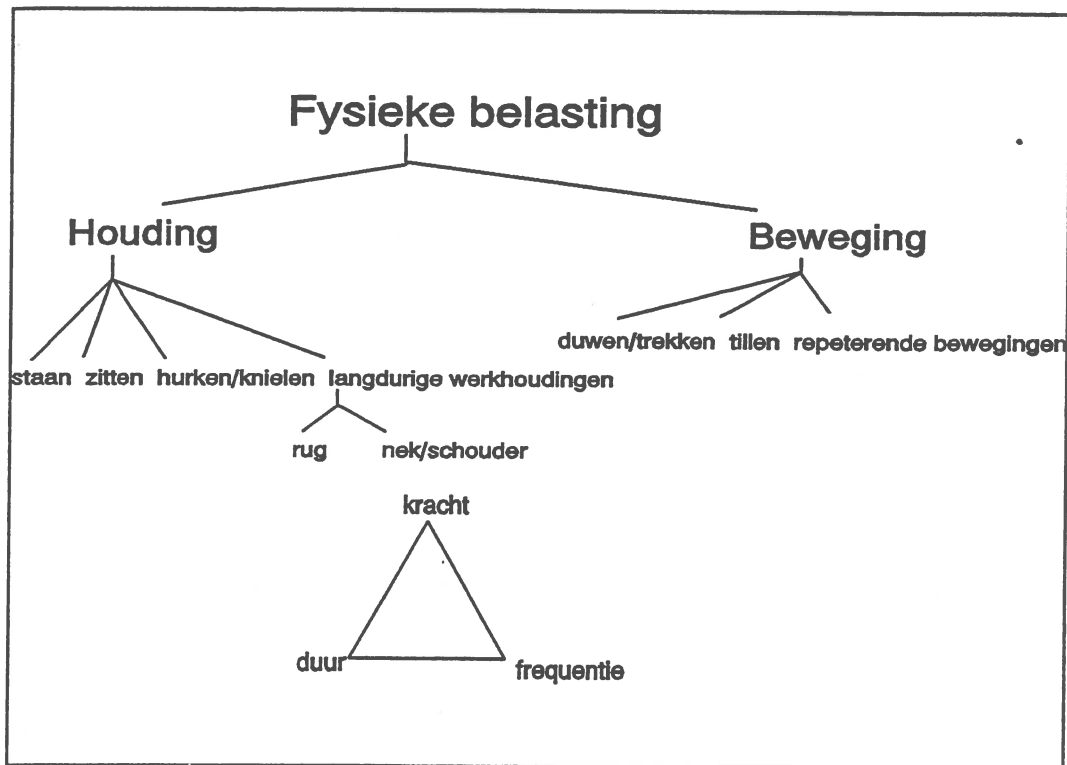 Fysieke belasting
Houding
Beweging
duwen/trekken tillen repeterende bewegingen
staan zitten hurken/knielen langdurige werkhoudingen
rug nek/schouder
kracht
duur
frequentie